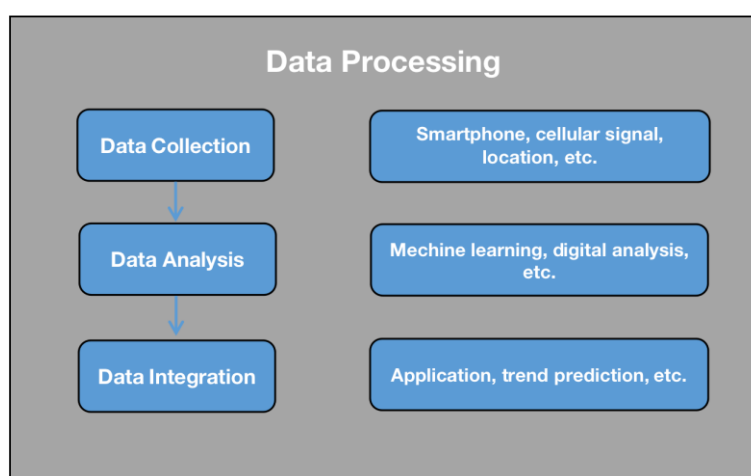 Data Processing
Data Collection
Smartphone, cellular signal,
location, etc.
Data Analysis
Mechine learning, digital analysis,
etc.
Data Integration
Application, trend prediction, etc.